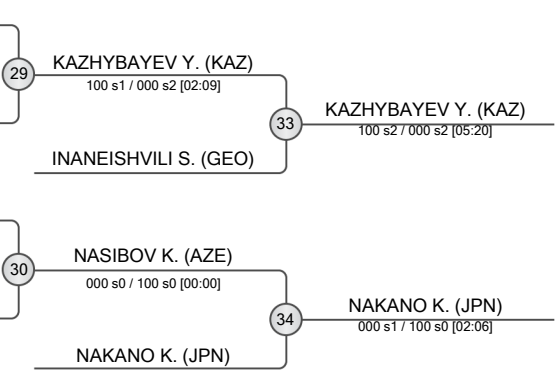 29
KAZHYBAYEV Y. (KAZ)
100 s1 / 000 s2 [02:09]
33
KAZHYBAYEV Y. (KAZ)
100 s2 / 000 s2 [05:20]
INANEISHVILI S. (GEO)
30
NASIBOV K. (AZE)
000 s0 / 100 s0 [00:00]
34
NAKANO K. (JPN)
000 s1 / 100 s0 [02:06]
NAKANO K. (JPN)